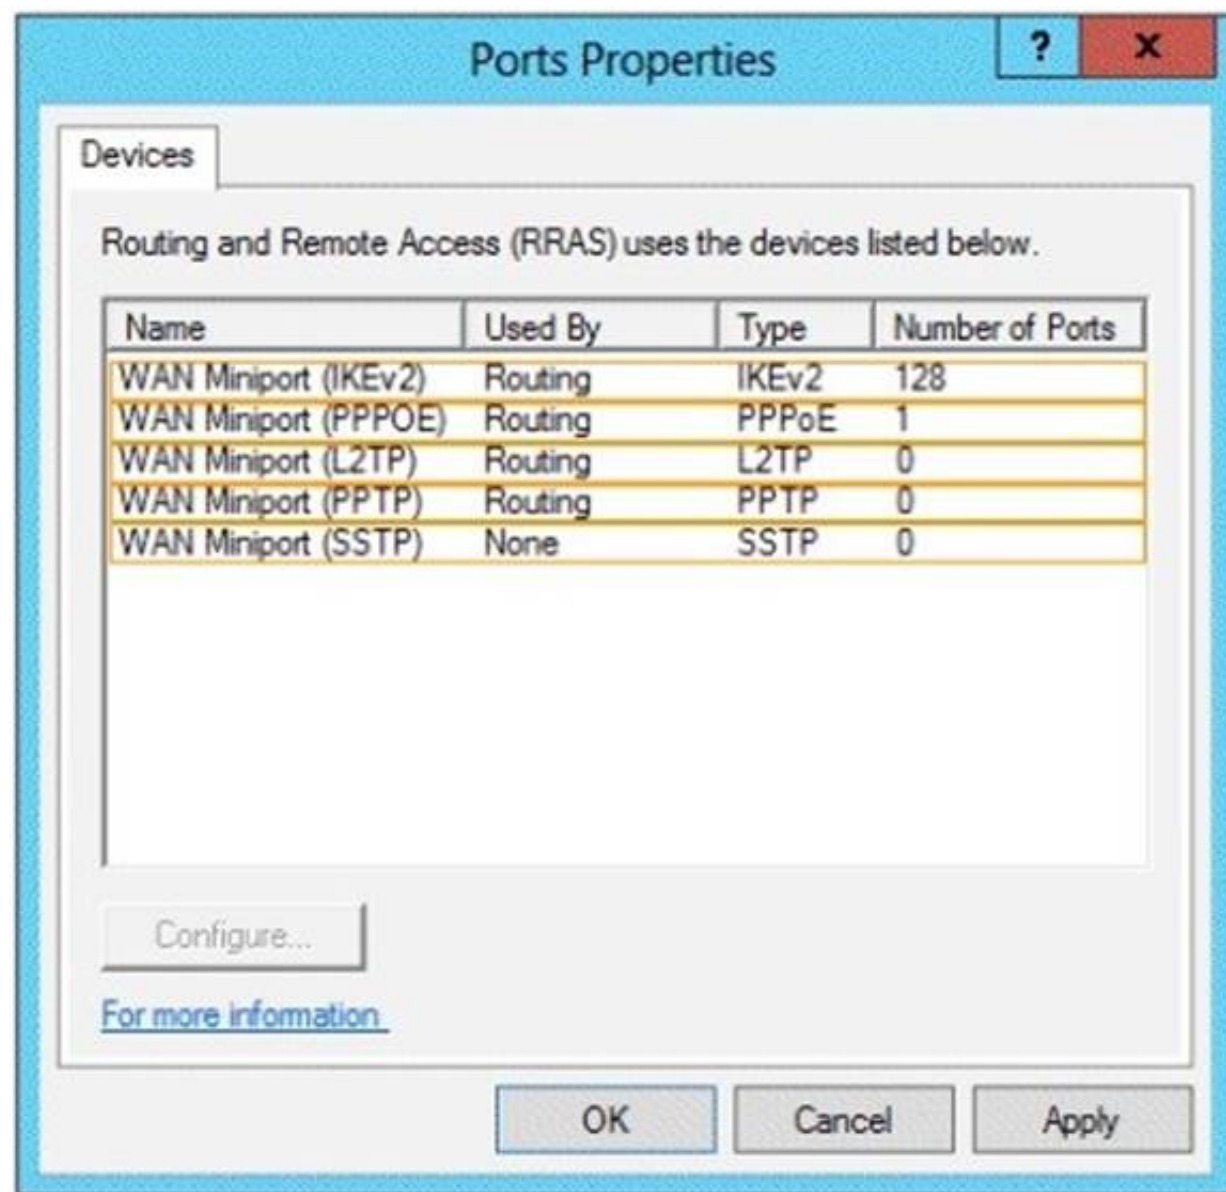 Ports Properties ? x
Devices
Routing and Remote Access (RRAS) uses the devices listed below.
Name Used By Type Number of Ports
WAN Miniport (IKEv2) Routing IKEv2 128
WAN Miniport (PPPOE) Routing PPPoE 1
WAN Miniport (L2TP) Routing L2TP 0
WAN Miniport (PPTP) Routing PPTP 0
WAN Miniport (SSTP) None SSTP 0
Configure...
For more information
OK Cancel Apply